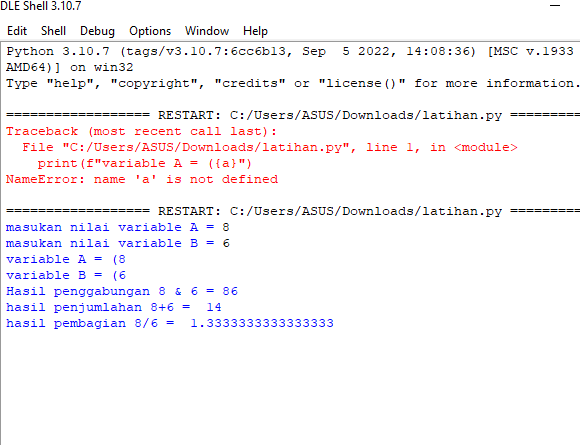 DLE Shell 3.10.7
Edit Shell Debug Options Window Help
Python 3.10.7 (tags/v3.10.7:6cc6b13, Sep  5 2022, 14:08:36) [MSC v.1933
AMD64)] on win32
Type "help", "copyright", "credits" or "license()" for more information.
================== RESTART: C:/Users/ASUS/Downloads/latihan.py =========
Traceback (most recent call last):
  File "C:/Users/ASUS/Downloads/latihan.py", line 1, in <module>
    print(f"variable A = ({a}")
NameError: name 'a' is not defined
================== RESTART: C:/Users/ASUS/Downloads/latihan.py =========
masukan nilai variable A = 8
masukan nilai variable B = 6
variable A = (8
variable B = (6
Hasil penggabungan 8 & 6 = 86
hasil penjumlahan 8+6 =  14
hasil pembagian 8/6 =  1.3333333333333333